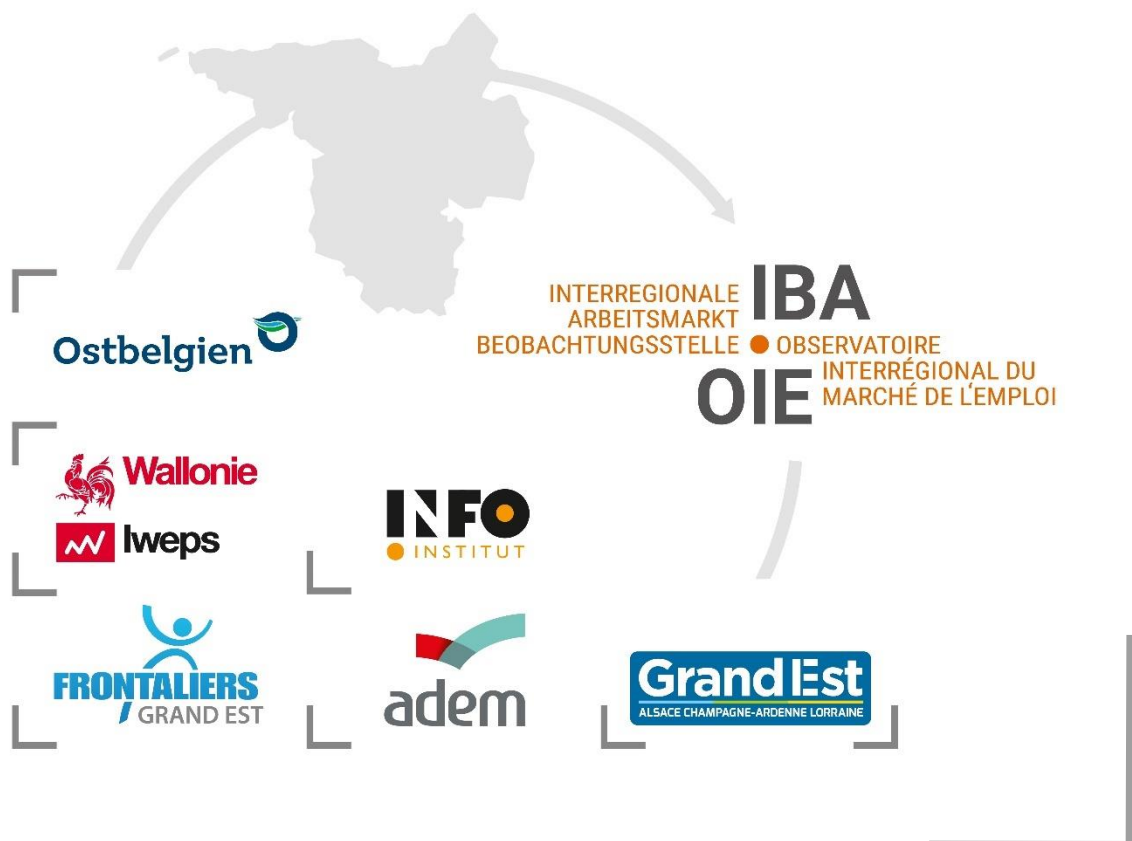 INTERREGIONALE
ARBEITSMARKT
BEOBACHTUNGSSTELLE
IBA
OBSERVATOIRE
INTERRÉGIONAL DU
MARCHÉ DE L'EMPLOI
OIE
Ostbelgien
Wallonie
Iweps
INFO
INSTITUT
FRONTALIERS
GRAND EST
adem
Grand Est
ALSACE CHAMPAGNE-ARDENNE LORRAINE